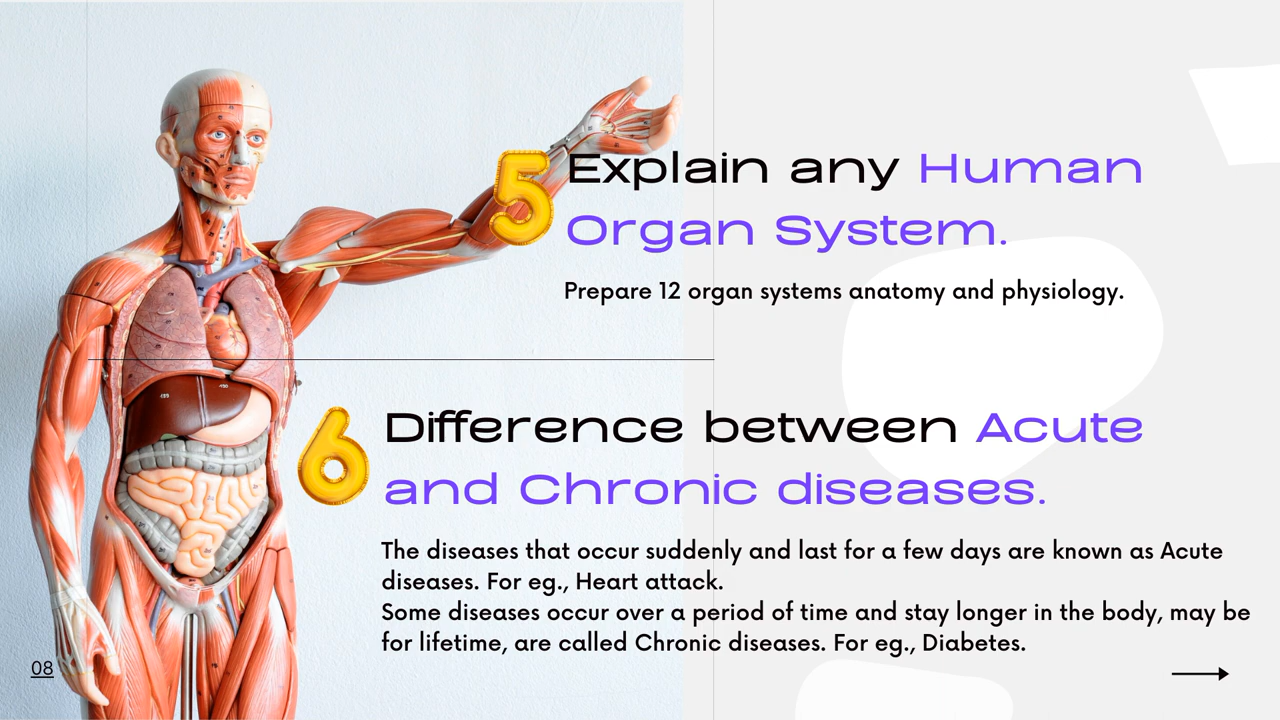 5 Explain any Human
Organ System.
Prepare 12 organ systems anatomy and physiology.
6 Difference between Acute
and Chronic diseases.
The diseases that occur suddenly and last for a few days are known as Acute
diseases. For eg., Heart attack.
Some diseases occur over a period of time and stay longer in the body, may be
for lifetime, are called Chronic diseases. For eg., Diabetes.
08